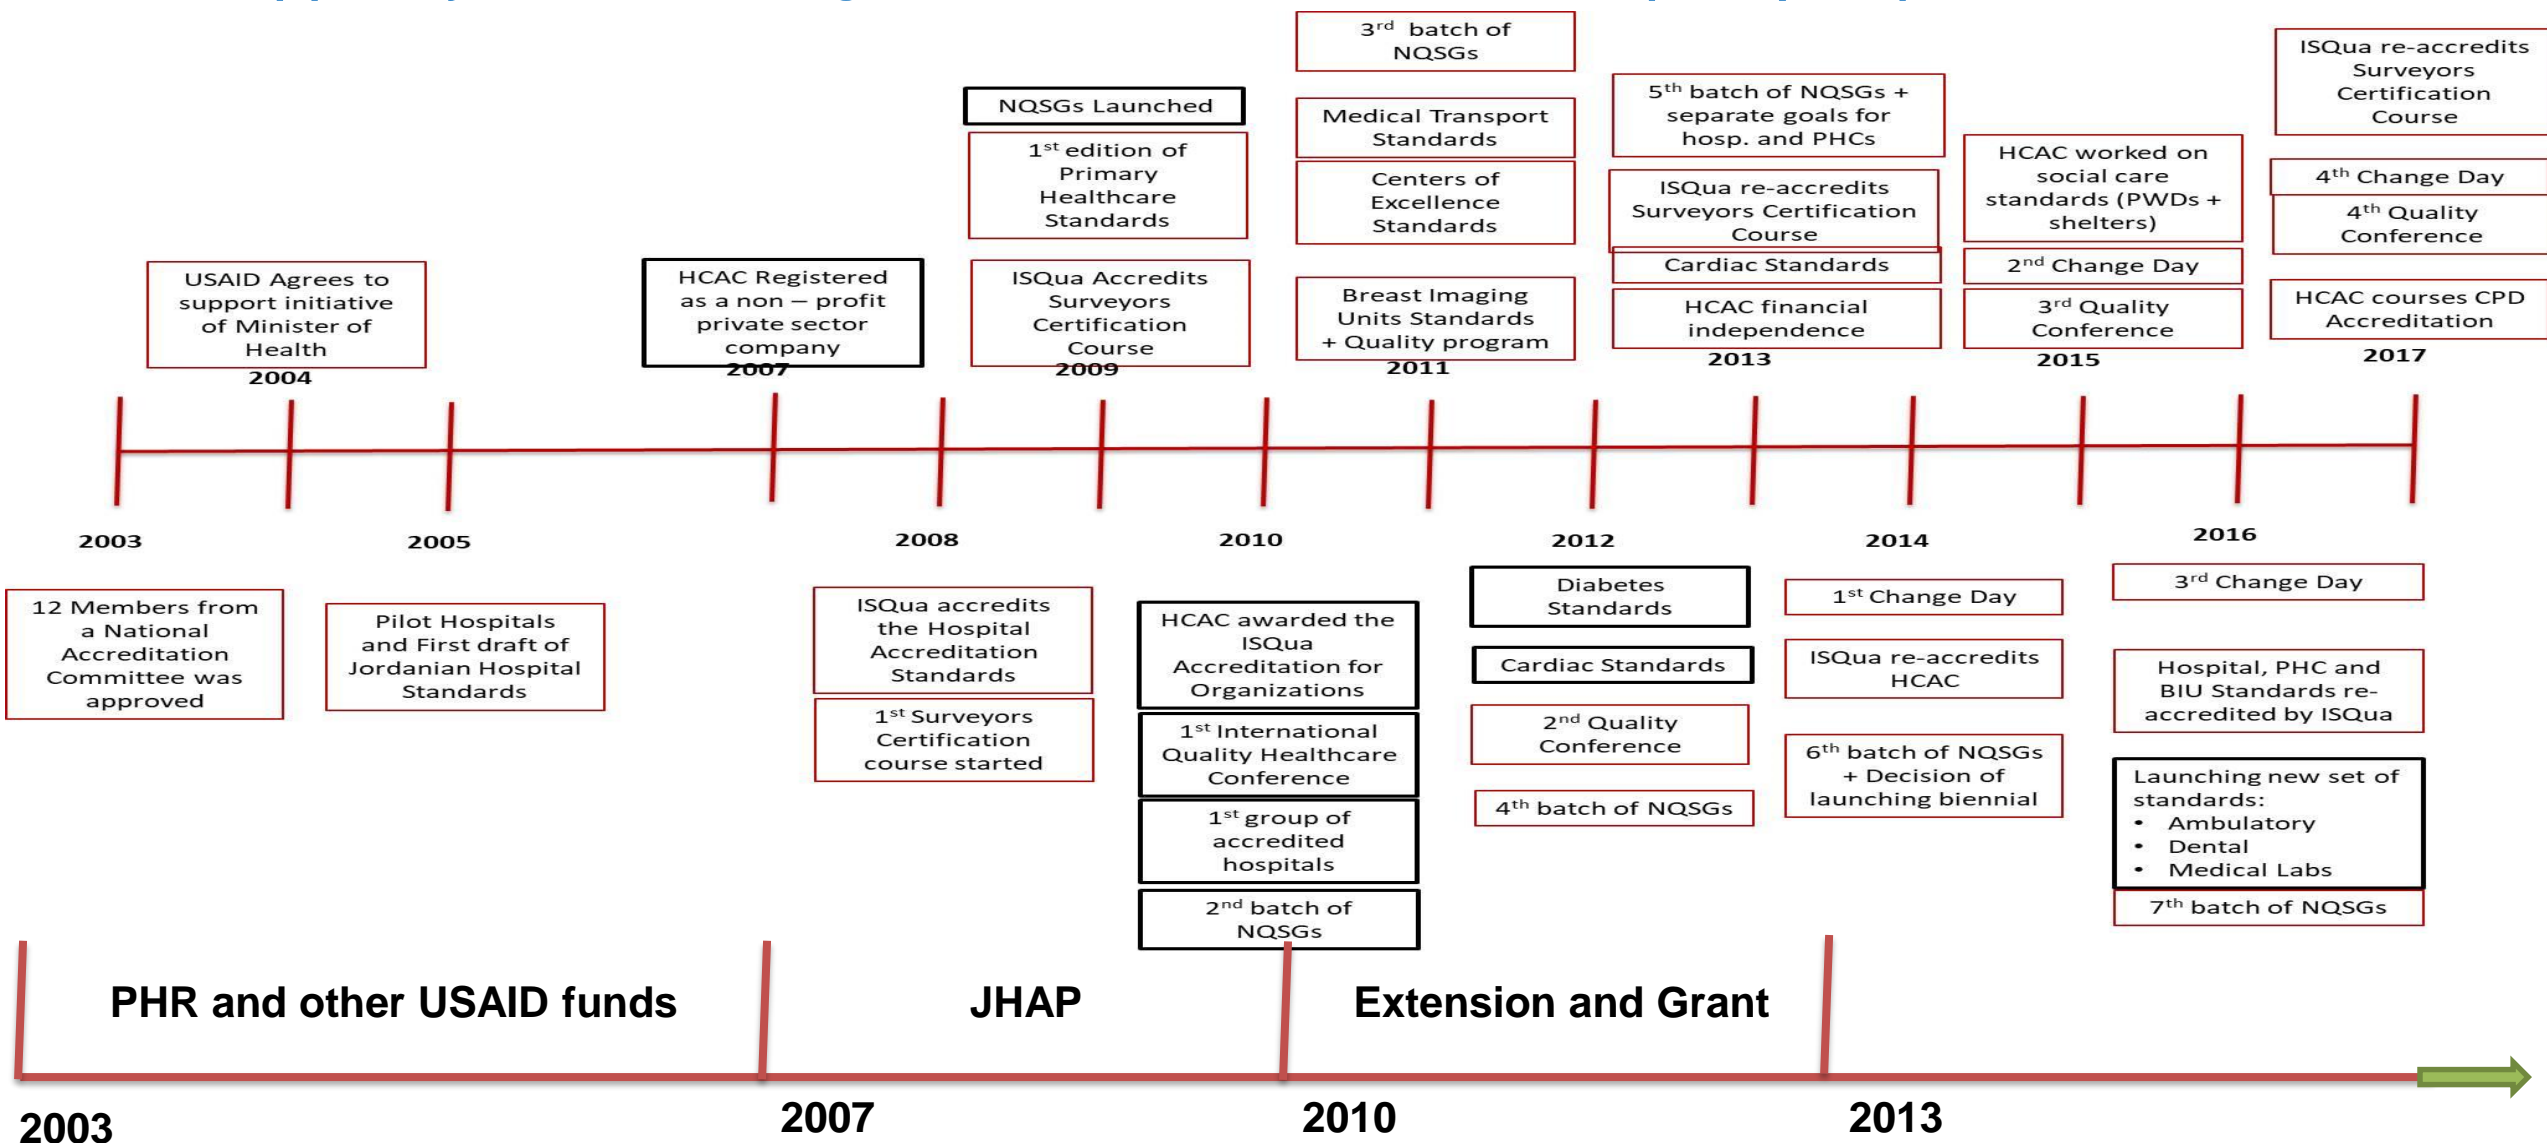 3rd batch of
NQSGs
ISQua re-accredits
Surveyors
Certification
Course
NQSGs Launched
5th batch of NQSGs +
separate goals for
hosp. and PHCs
Medical Transport
Standards
1st edition of
Primary
Healthcare
Standards
HCAC worked on
social care
standards (PWDs +
shelters)
Centers of
Excellence
Standards
ISQua re-accredits
Surveyors Certification
Course
4th Change Day
4th Quality
Conference
USAID Agrees to
support initiative
of Minister of
Health
2004
HCAC Registered
as a non – profit
private sector
company
2007
ISQua Accredits
Surveyors
Certification
Course
2009
Breast Imaging
Units Standards
+ Quality program
2011
Cardiac Standards
HCAC financial
independence
2013
2nd Change Day
3rd Quality
Conference
2015
HCAC courses CPD
Accreditation
2017
2003
2005
2008
2010
2012
2014
2016
12 Members from
a National
Accreditation
Committee was
approved
Pilot Hospitals
and First draft of
Jordanian Hospital
Standards
ISQua accredits
the Hospital
Accreditation
Standards
1st Surveyors
Certification
course started
HCAC awarded the
ISQua
Accreditation for
Organizations
1st International
Quality Healthcare
Conference
1st group of
accredited
hospitals
2nd batch of
NQSGs
Diabetes
Standards
Cardiac Standards
2nd Quality
Conference
4th batch of NQSGs
1st Change Day
ISQua re-accredits
HCAC
6th batch of NQSGs
+ Decision of
launching biennial
3rd Change Day
Hospital, PHC and
BIU Standards re-
accredited by ISQua
Launching new set of
standards:
• Ambulatory
• Dental
• Medical Labs
7th batch of NQSGs
PHR and other USAID funds
JHAP
Extension and Grant
2003
2007
2010
2013